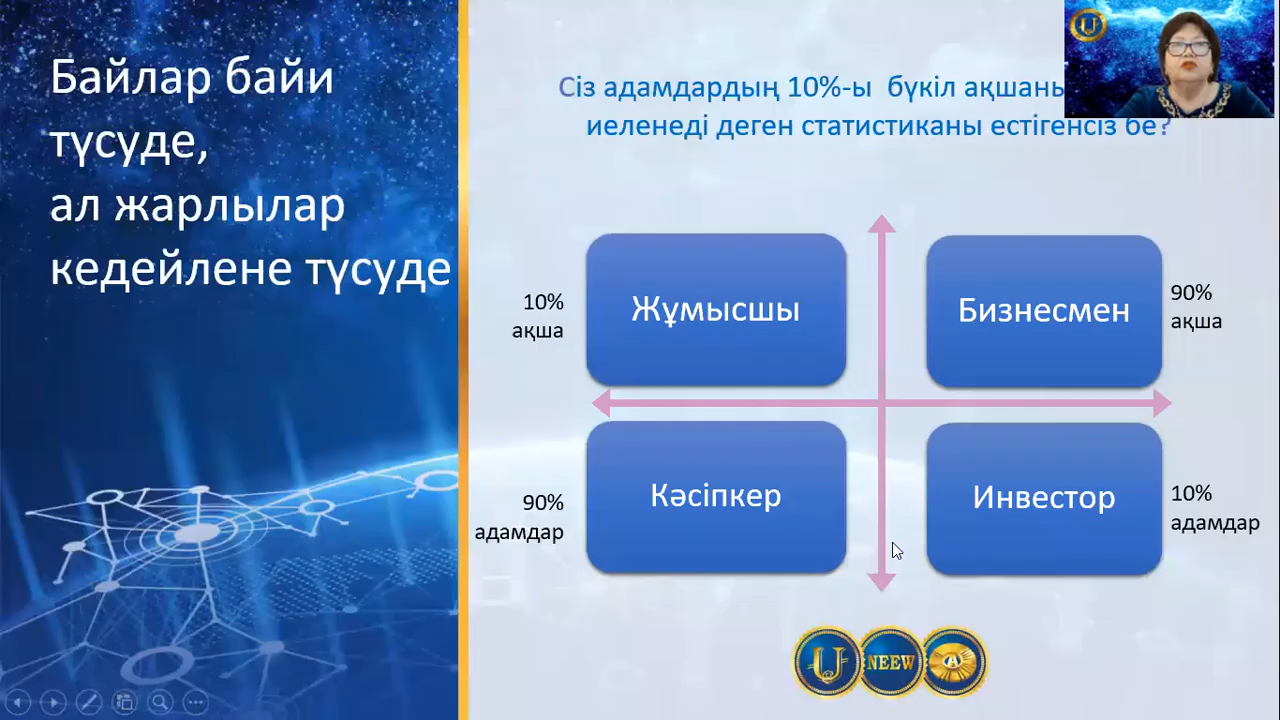 Байлар байи
түсуде,
ал жарлылар
кедейлене түсуде
Сіз адамдардың 10%-ы бүкіл ақшаны
иеленеді деген статистиканы естігенсіз бе?
10%
ақша
Жұмысшы
Бизнесмен
90%
ақша
90%
адамдар
Кәсіпкер
Инвестор
10%
адамдар
NEEW